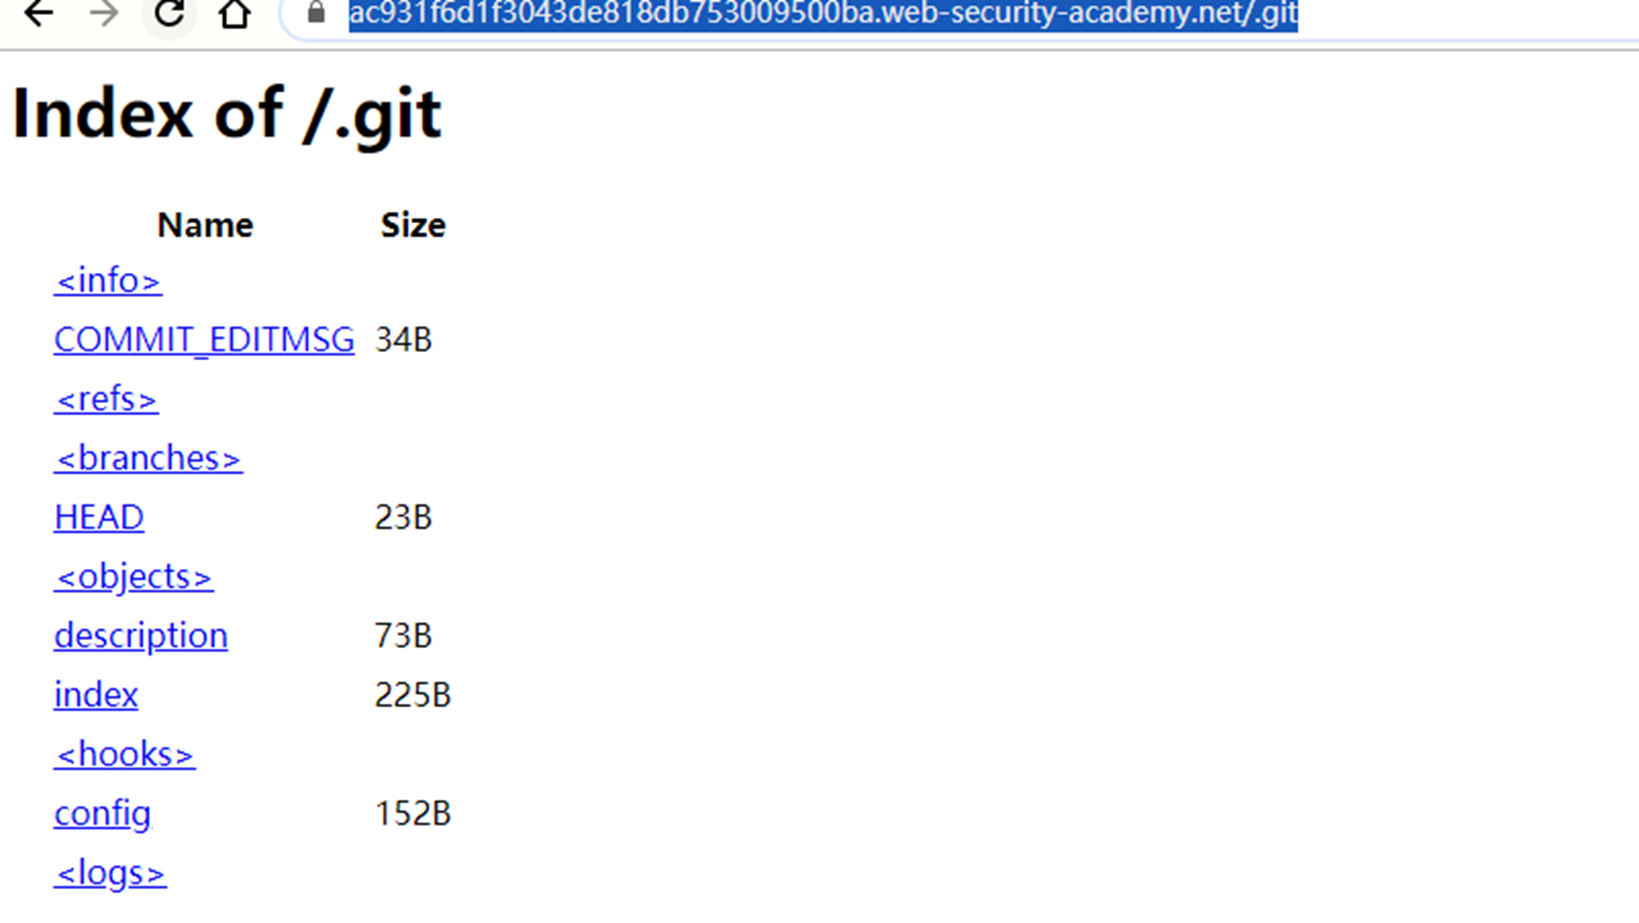 ac931f6d1f3043de818db753009500ba.web-security-academy.net/.git
Index of /.git
Name Size
<info>
COMMIT_EDITMSG 34B
<refs>
<branches>
HEAD 23B
<objects>
description 73B
index 225B
<hooks>
config 152B
<logs>